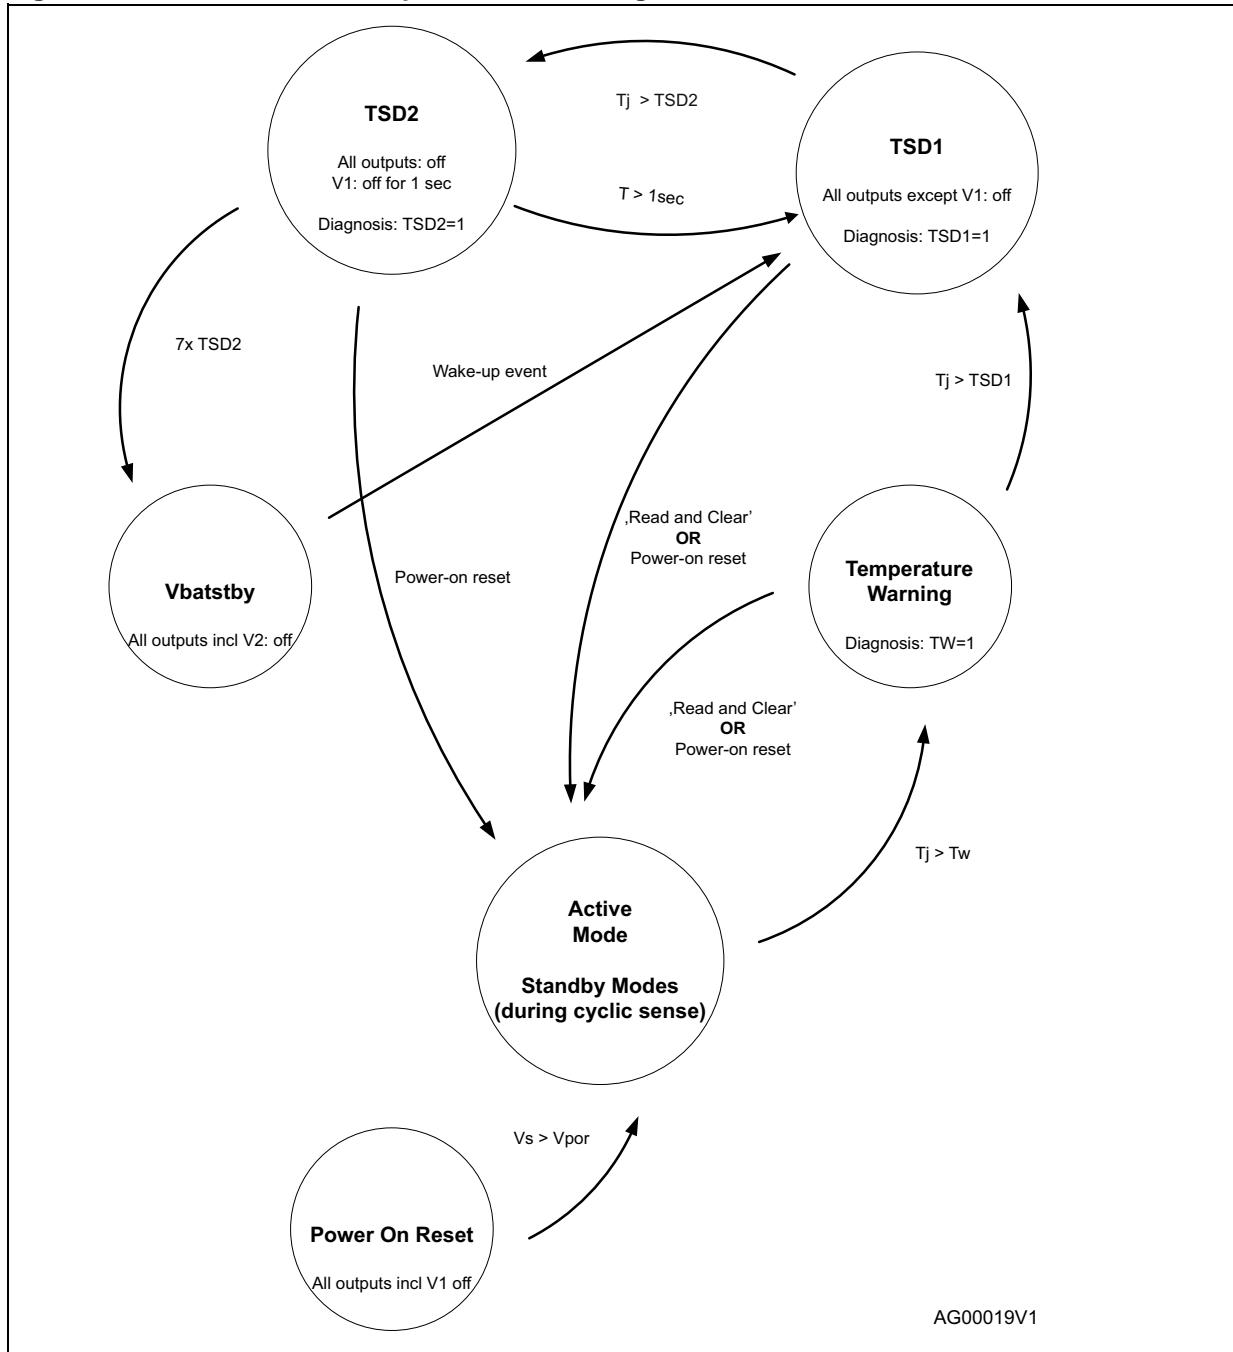 TSD2
All outputs: off
V1: off for 1 sec
Diagnosis: TSD2=1
Tj > TSD2
T > 1sec
TSD1
All outputs except V1: off
Diagnosis: TSD1=1
7x TSD2
Wake-up event
Tj > TSD1
Vbatstby
All outputs incl V2: off
Power-on reset
‚Read and Clear’
OR
Power-on reset
Temperature
Warning
Diagnosis: TW=1
‚Read and Clear’
OR
Power-on reset
Tj > Tw
Active
Mode
Standby Modes
(during cyclic sense)
Vs > Vpor
Power On Reset
All outputs incl V1 off
AG00019V1